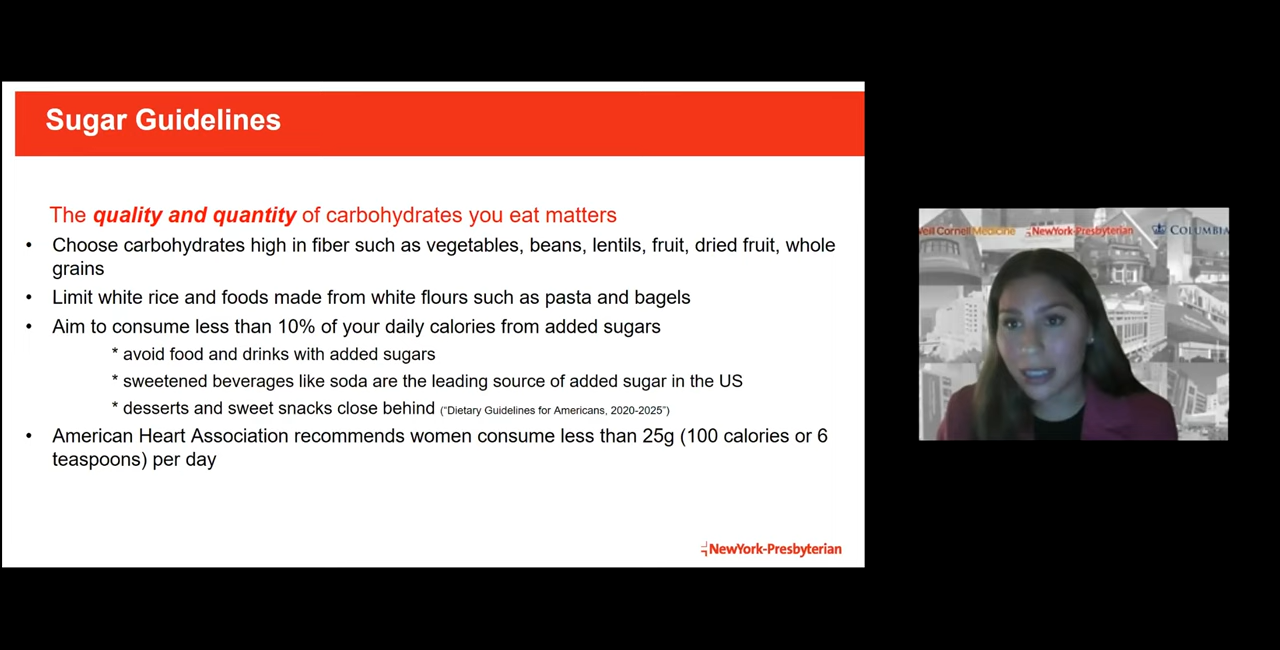 Sugar Guidelines
The quality and quantity of carbohydrates you eat matters
• Choose carbohydrates high in fiber such as vegetables, beans, lentils, fruit, dried fruit, whole
grains
• Limit white rice and foods made from white flours such as pasta and bagels
• Aim to consume less than 10% of your daily calories from added sugars
* avoid food and drinks with added sugars
* sweetened beverages like soda are the leading source of added sugar in the US
* desserts and sweet snacks close behind (“Dietary Guidelines for Americans, 2020-2025”)
• American Heart Association recommends women consume less than 25g (100 calories or 6
teaspoons) per day
NewYork-Presbyterian
Weill Cornell Medicine NewYork-Presbyterian COLUMBIA